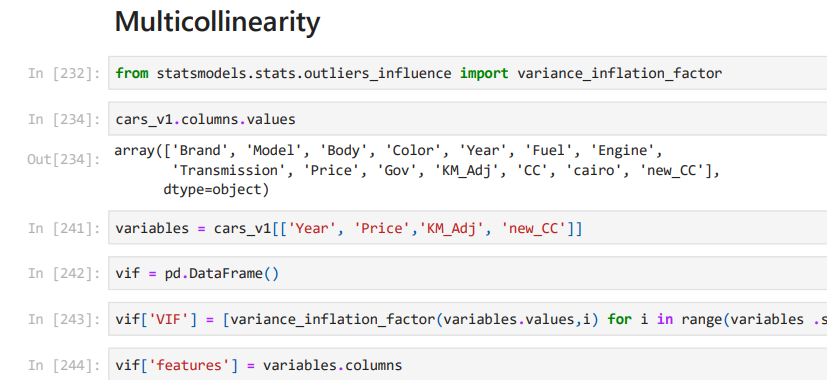 Multicollinearity
In [232]: from statsmodels.stats.outliers_influence import variance_inflation_factor
In [234]: cars_v1.columns.values
Out[234]: array(['Brand', 'Model', 'Body', 'Color', 'Year', 'Fuel', 'Engine',
'Transmission', 'Price', 'Gov', 'KM_Adj', 'CC', 'cairo', 'new_CC'],
dtype=object)
In [241]: variables = cars_v1[['Year', 'Price','KM_Adj', 'new_CC']]
In [242]: vif = pd.DataFrame()
In [243]: vif['VIF'] = [variance_inflation_factor(variables.values,i) for i in range(variables .s
In [244]: vif['features'] = variables.columns